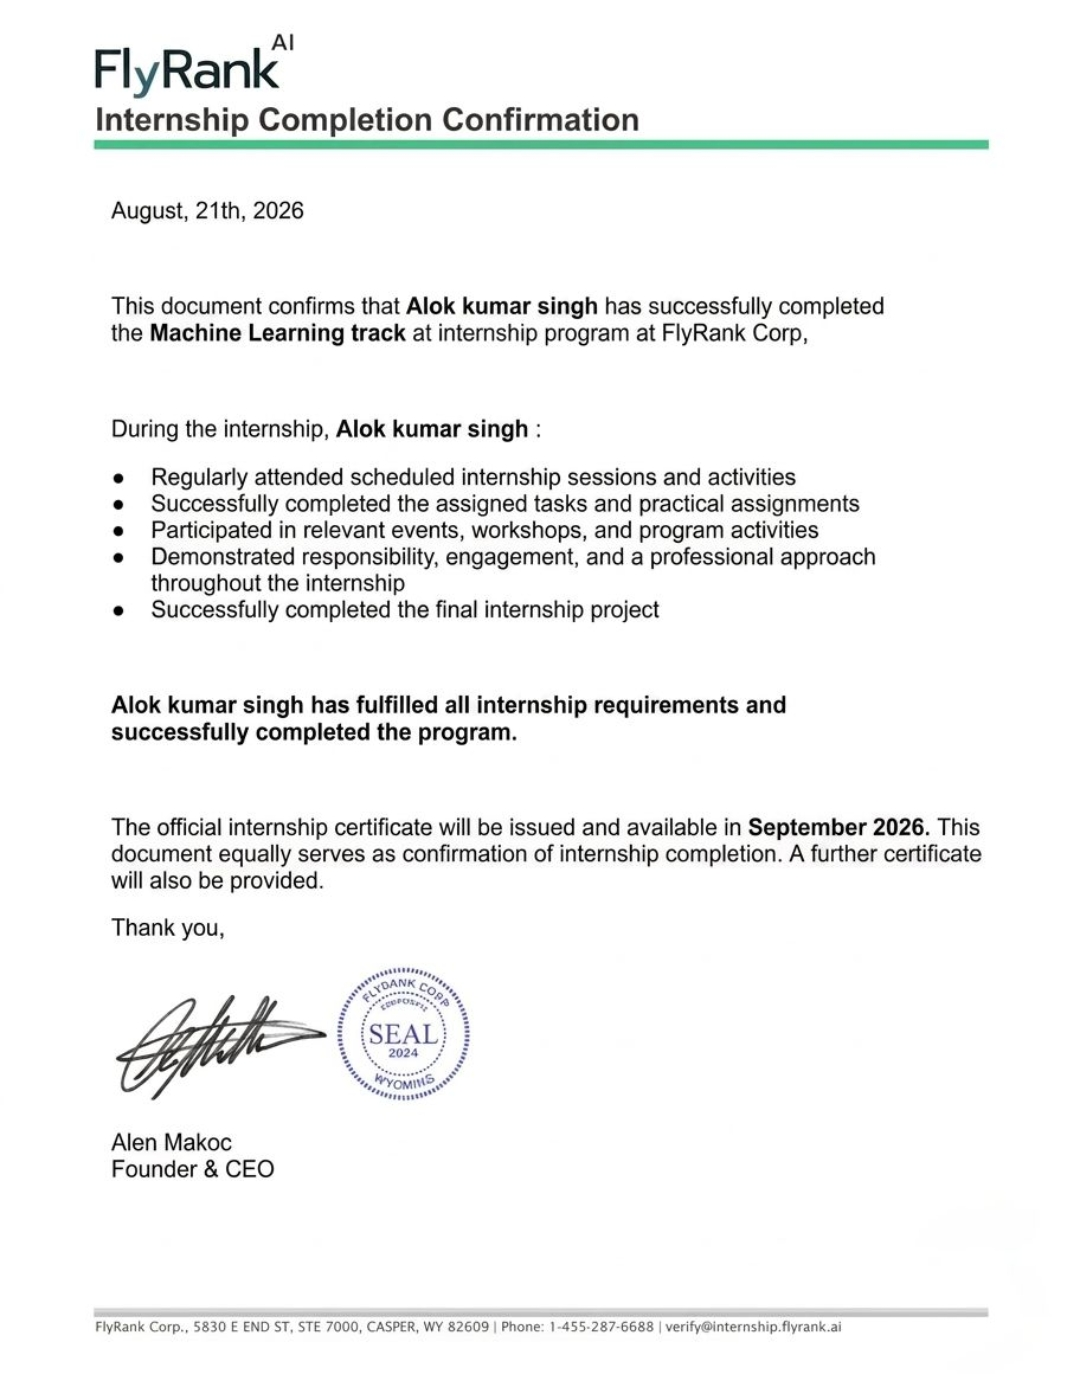 FlyRank AI
Internship Completion Confirmation
August, 21th, 2026
This document confirms that Alok kumar singh has successfully completed
the Machine Learning track at internship program at FlyRank Corp,
During the internship, Alok kumar singh :
● Regularly attended scheduled internship sessions and activities
● Successfully completed the assigned tasks and practical assignments
● Participated in relevant events, workshops, and program activities
● Demonstrated responsibility, engagement, and a professional approach
throughout the internship
● Successfully completed the final internship project
Alok kumar singh has fulfilled all internship requirements and
successfully completed the program.
The official internship certificate will be issued and available in September 2026. This
document equally serves as confirmation of internship completion. A further certificate
will also be provided.
Thank you,
FLYDANK CORP
SEAL
2024
WYOMINS
Alen Makoc
Founder & CEO
FlyRank Corp., 5830 E END ST, STE 7000, CASPER, WY 82609 | Phone: 1-455-287-6688 | verify@internship.flyrank.ai